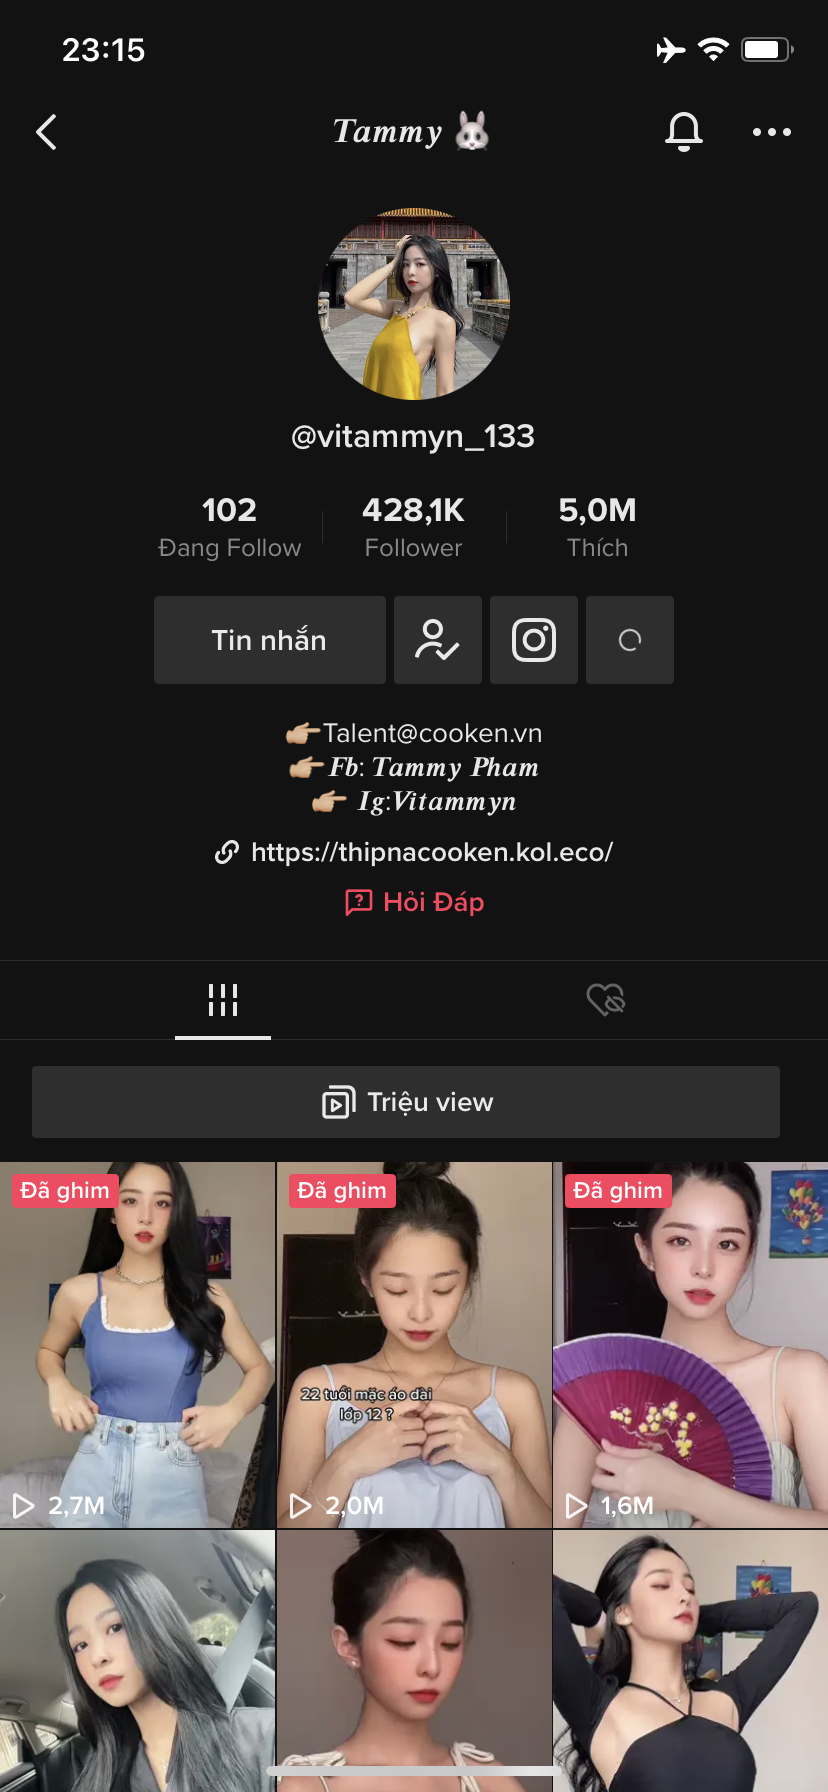 23:15
Tammy 🐰
@vitammyn_133
102
Đang Follow
428,1K
Follower
5,0M
Thích
Tin nhắn
👉🏼Talent@cooken.vn
👉🏼Fb: Tammy Pham
👉🏼 Ig:Vitammyn
https://thipnacooken.kol.eco/
Hỏi Đáp
Triệu view
Đã ghim
Đã ghim
Đã ghim
22 tuổi mặc áo dài
lớp 12 ?
2,7M
2,0M
1,6M